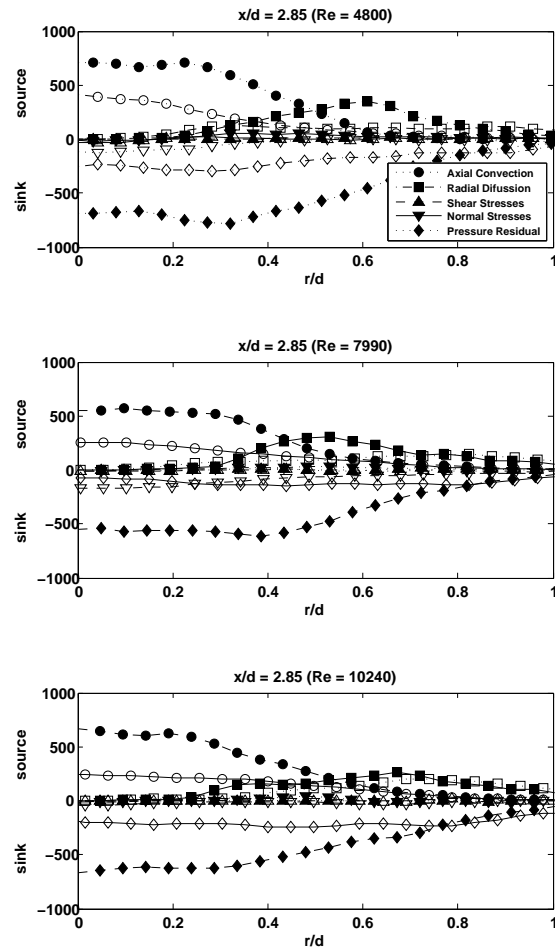 x/d = 2.85 (Re = 4800)
1000
500
0
−500
−1000
source
sink
Axial Convection
Radial Difussion
Shear Stresses
Normal Stresses
Pressure Residual
0
0.2
0.4
0.6
0.8
1
r/d
x/d = 2.85 (Re = 7990)
1000
500
0
−500
−1000
source
sink
0
0.2
0.4
0.6
0.8
1
r/d
x/d = 2.85 (Re = 10240)
1000
500
0
−500
−1000
source
sink
0
0.2
0.4
0.6
0.8
1
r/d